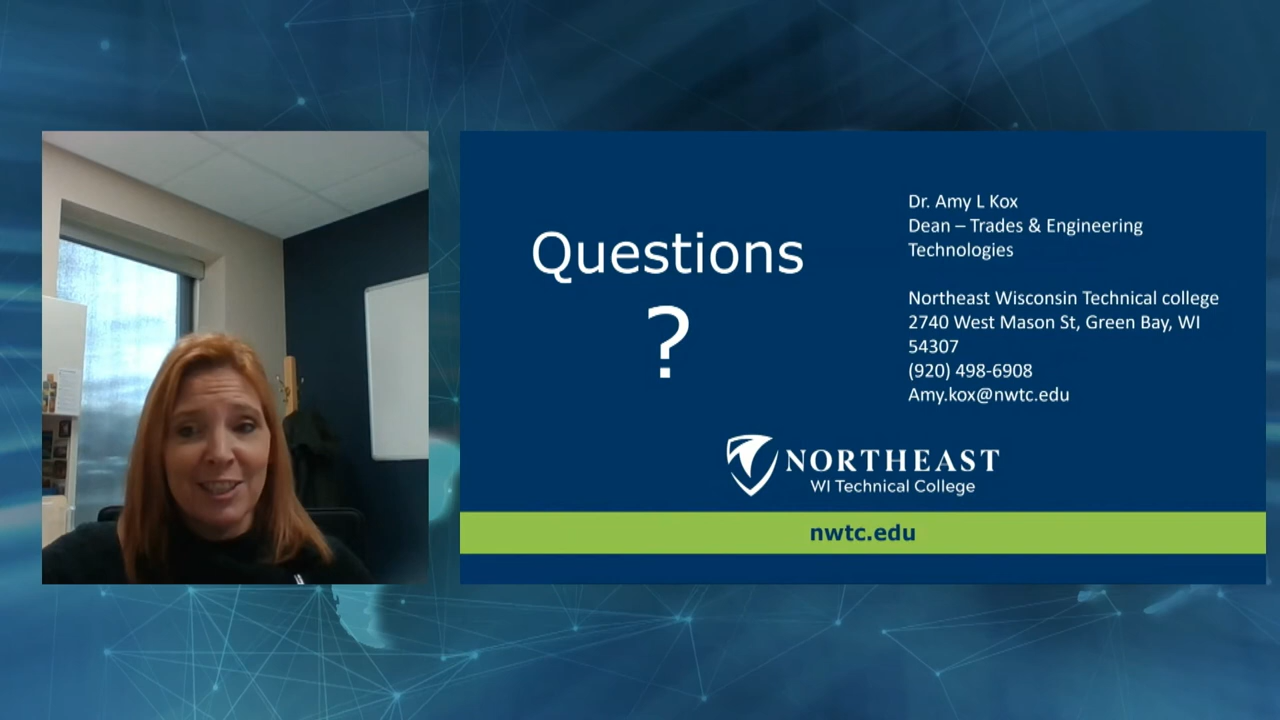 Questions
?
Dr. Amy L Kox
Dean – Trades & Engineering
Technologies
Northeast Wisconsin Technical college
2740 West Mason St, Green Bay, WI
54307
(920) 498-6908
Amy.kox@nwtc.edu
NORTHEAST
WI Technical College
nwtc.edu